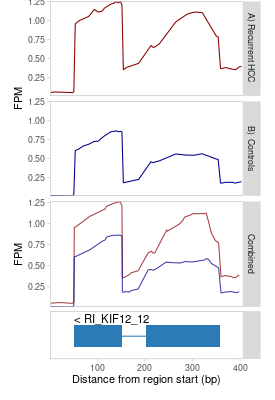 1.25
1.00
0.75
0.50
0.25
A) Recurrent HCC
FPM
1.25
1.00
0.75
0.50
0.25
B) Controls
1.25
1.00
0.75
0.50
0.25
FPM
Combined
< RI_KIF12_12
100
200
300
400
Distance from region start (bp)